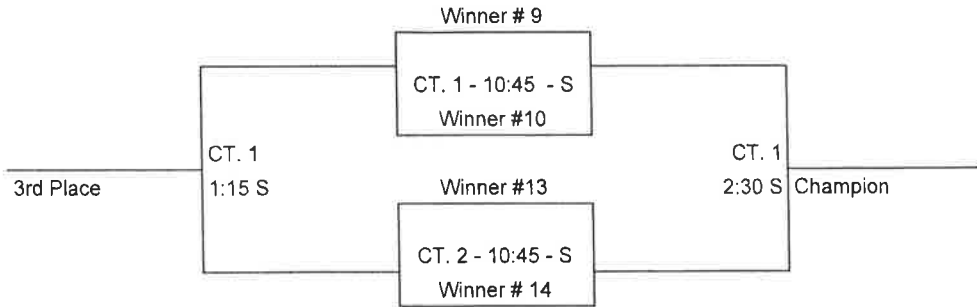 Winner # 9
CT. 1 - 10:45 - S
Winner #10
CT. 1
1:15 S
3rd Place
CT. 1
2:30 S
Champion
Winner #13
CT. 2 - 10:45 - S
Winner # 14